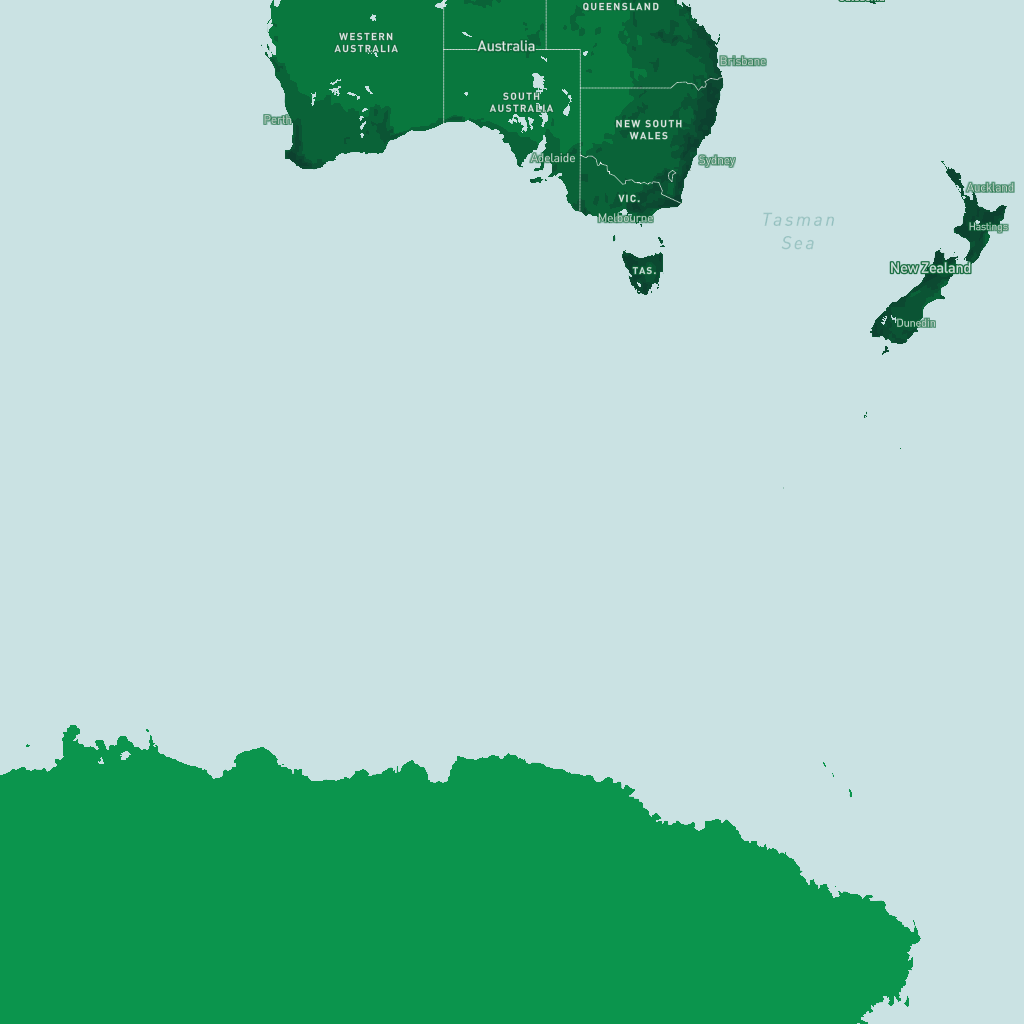 QUEENSLAND
WESTERN
AUSTRALIA
Australia
Brisbane
SOUTH
AUSTRALIA
Perth
NEW SOUTH
WALES
Adelaide
Sydney
Auckland
VIC.
Melbourne
Tasman
Sea
Hastings
New Zealand
TAS.
Dunedin